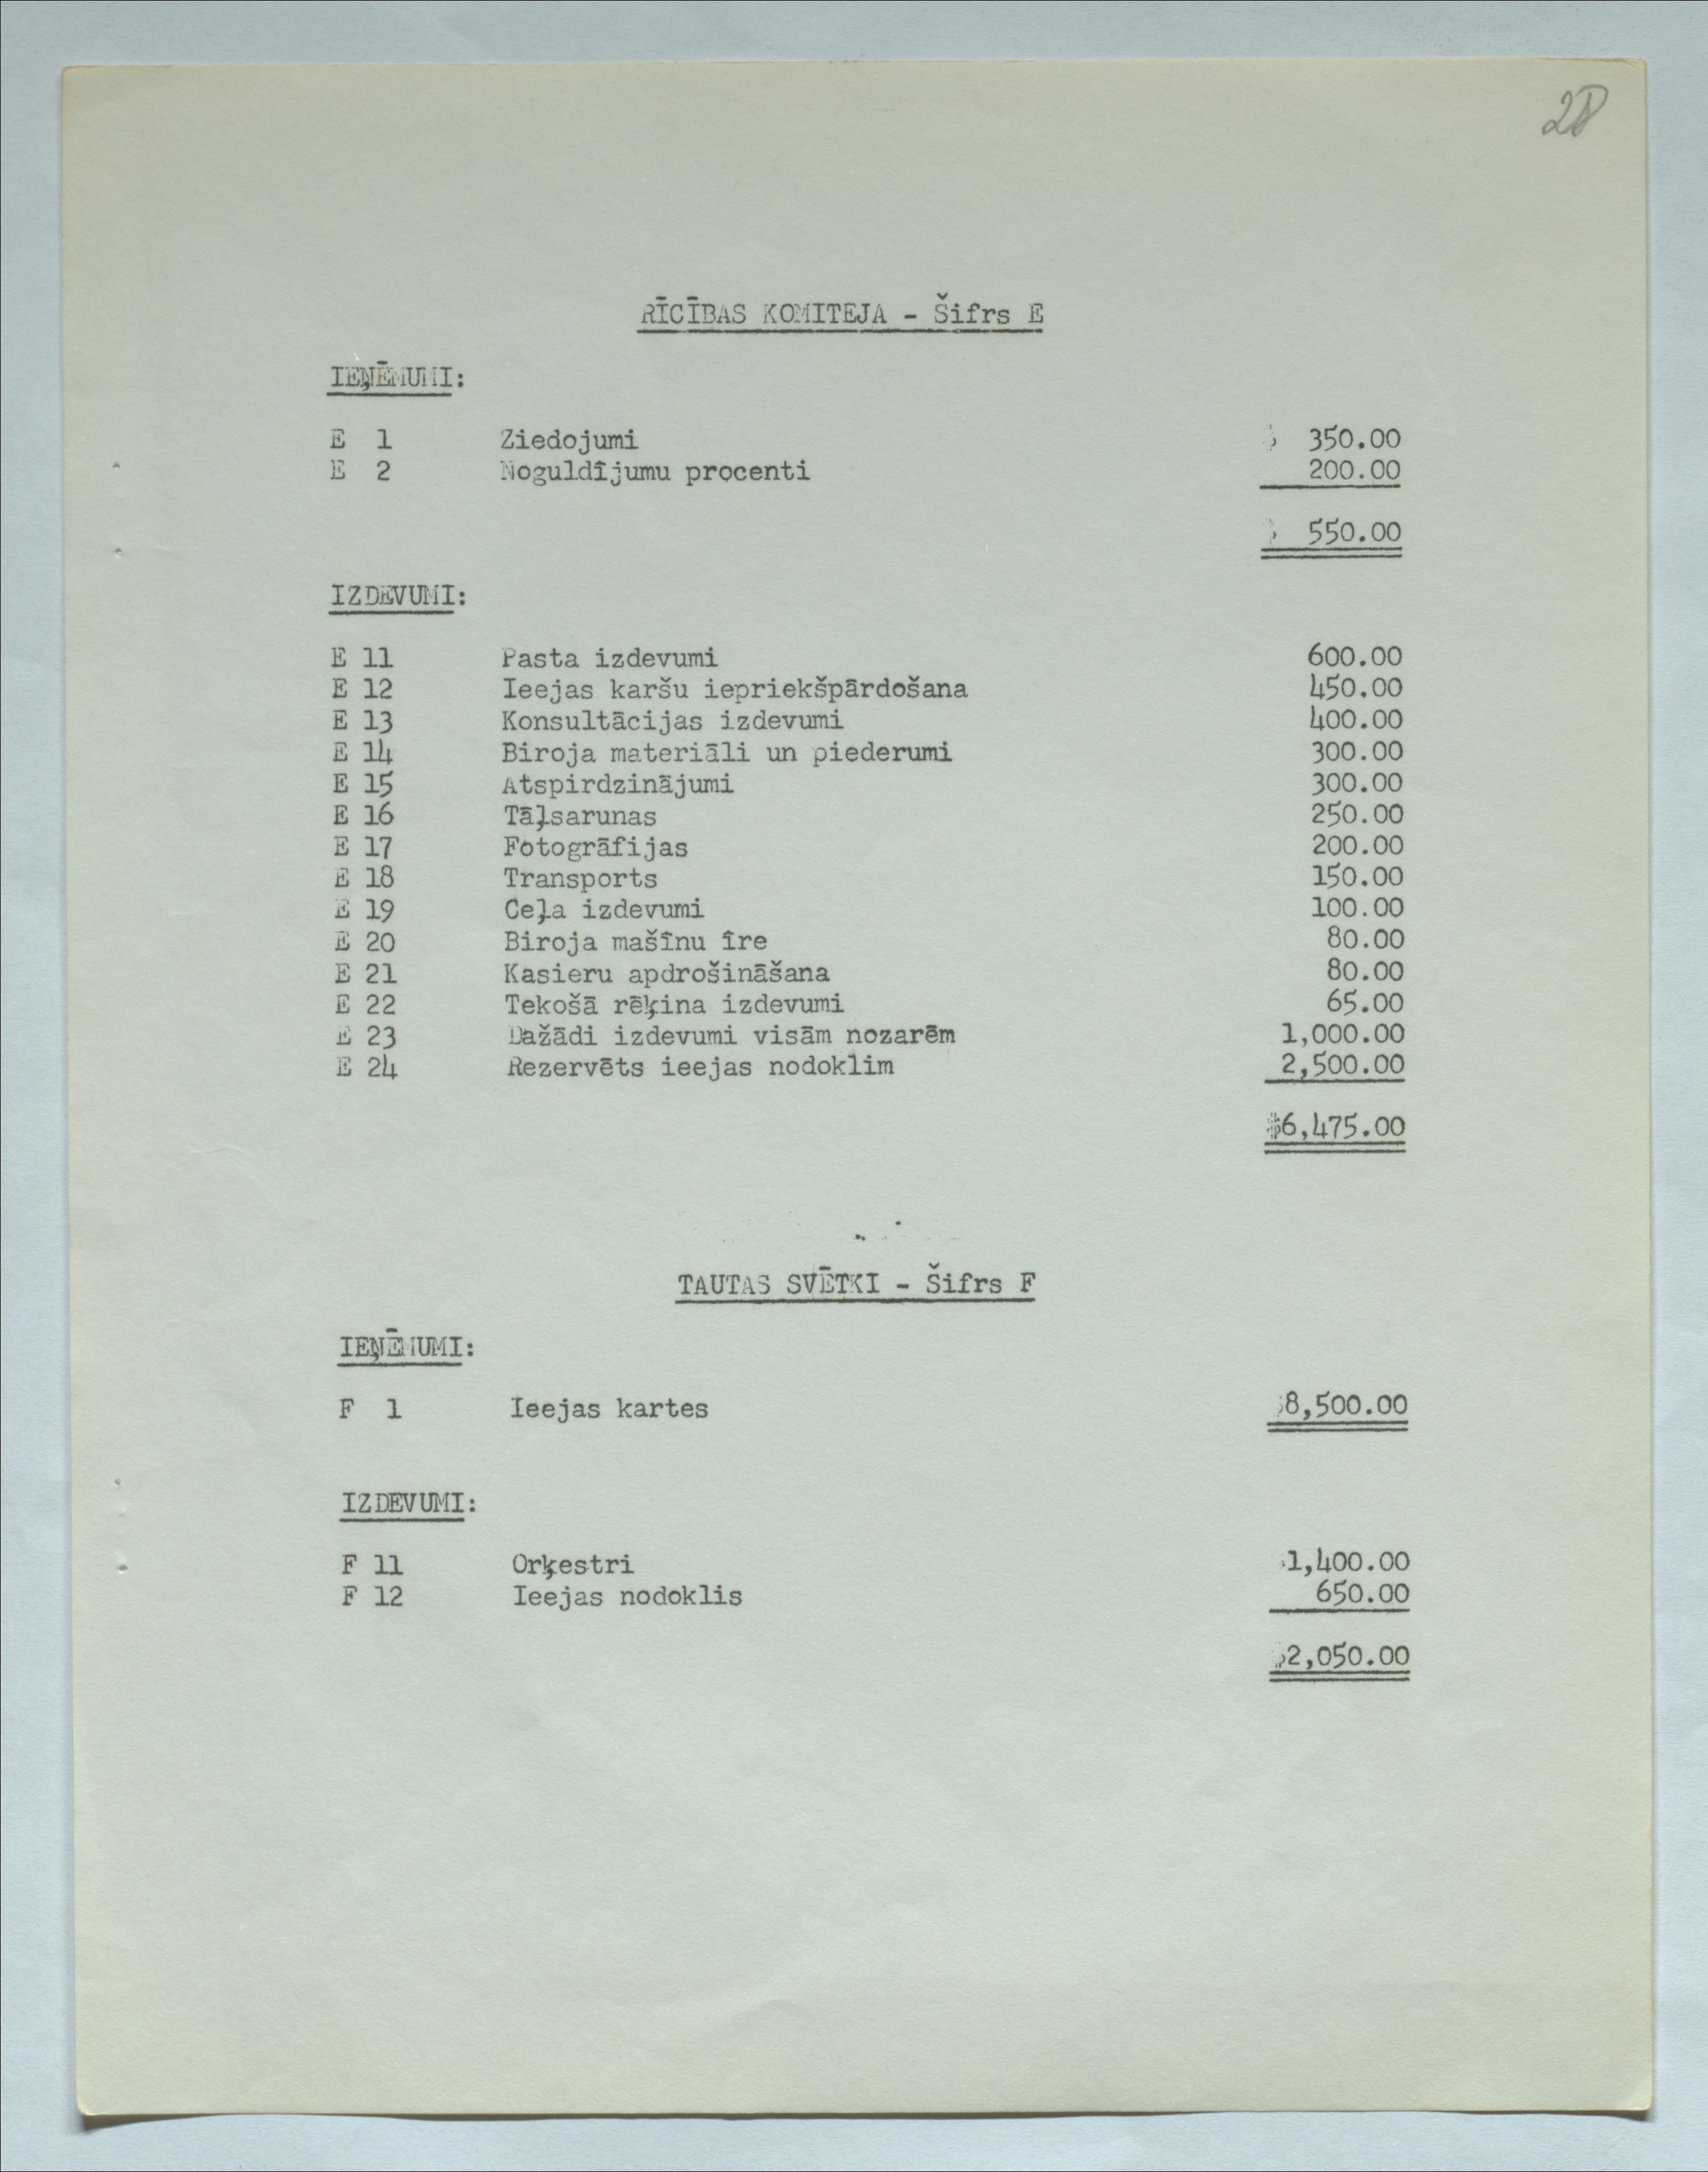 RĪCĪBAS KOMITEJA - Šifrs E
IEŅĒMUMI:
E 1 Ziedojumi $ 350.00
E 2 Noguldījumu procenti 200.00
$ 550.00
IZDEVUMI:
E 11 Pasta izdevumi 600.00
E 12 Ieejas karšu iepriekšpārdošana 450.00
E 13 Konsultācijas izdevumi 400.00
E 14 Biroja materiāli un piederumi 300.00
E 15 Atspirdzinājumi 300.00
E 16 Tāļsarunas 250.00
E 17 Fotogrāfijas 200.00
E 18 Transports 150.00
E 19 Ceļa izdevumi 100.00
E 20 Biroja mašīnu īre 80.00
E 21 Kasieru apdrošināšana 80.00
E 22 Tekošā rēķina izdevumi 65.00
E 23 Dažādi izdevumi visām nozarēm 1,000.00
E 24 Rezervēts ieejas nodoklim 2,500.00
$6,475.00
TAUTAS SVĒTKI - Šifrs F
IEŅĒMUMI:
F 1 Ieejas kartes $8,500.00
IZDEVUMI:
F 11 Orķestri $1,400.00
F 12 Ieejas nodoklis 650.00
$2,050.00